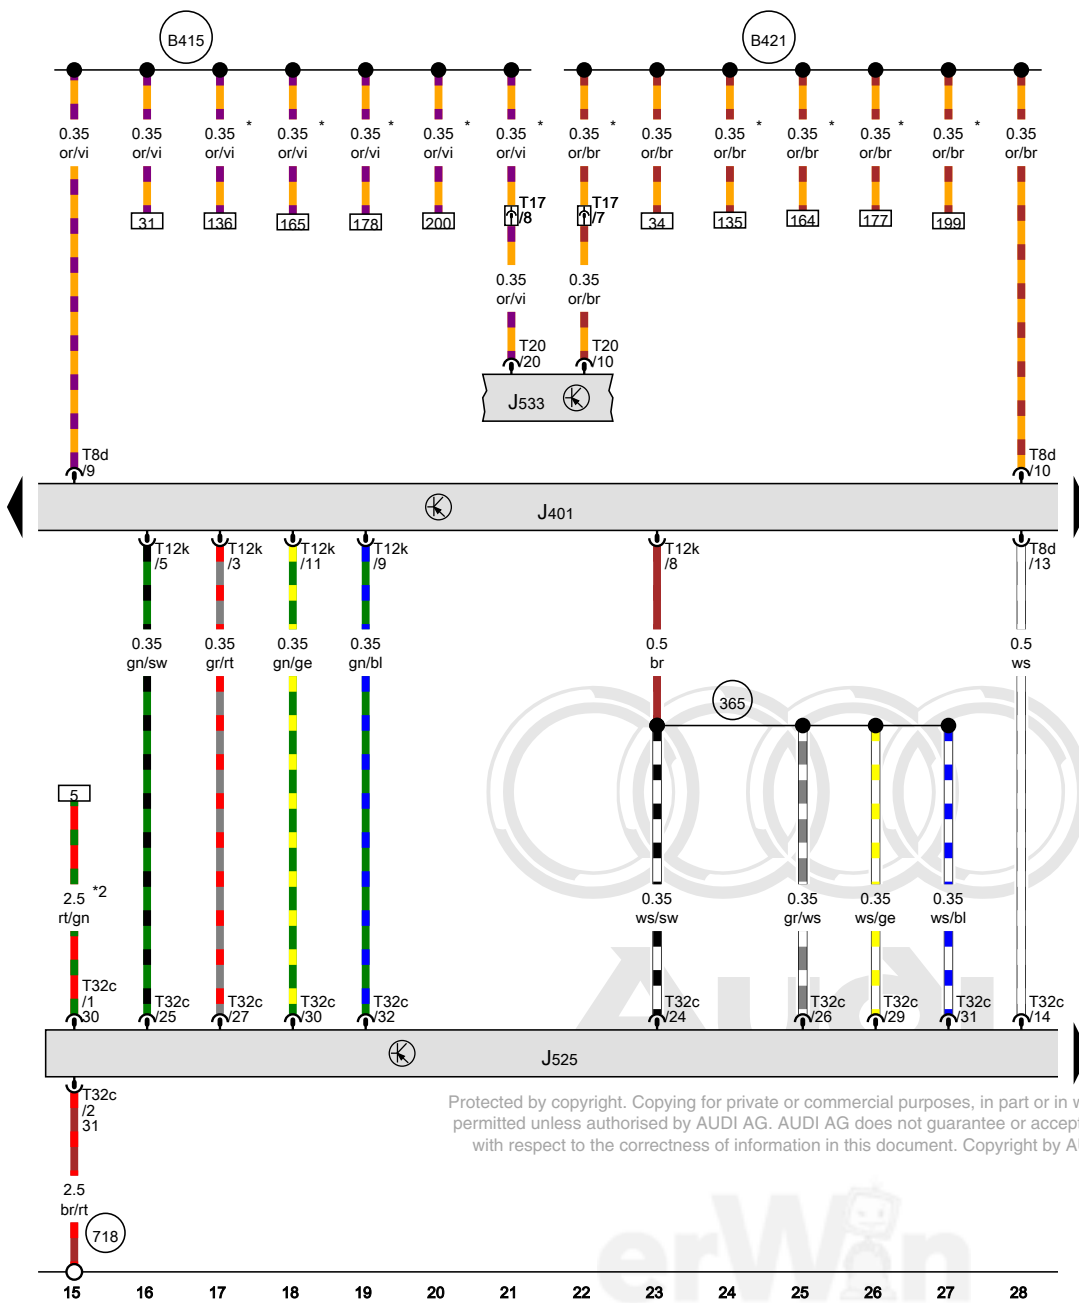 B415 B421
0.35 0.35 0.35 * 0.35 * 0.35 * 0.35 * 0.35 * 0.35 * 0.35 0.35 * 0.35 * 0.35 * 0.35 * 0.35
or/vi or/vi or/vi or/vi or/vi or/vi or/vi or/br or/br or/br or/br or/br or/br or/br
T17 T17
/8 /7
31 136 165 178 200 34 135 164 177 199
0.35 0.35
or/vi or/br
T20 T20
/20 /10
J533
T8d T8d
/9 /10
J401
T12k T12k T12k T12k T12k T8d
/5 /3 /11 /9 /8 /13
0.35 0.35 0.35 0.35 0.5 0.5
gn/sw gr/rt gn/ge gn/bl br ws
365
5
2.5 *2 0.35 0.35 0.35 0.35
rt/gn ws/sw gr/ws ws/ge ws/bl
Audi
T32c
/1
30
T32c T32c T32c T32c T32c T32c T32c T32c T32c
/25 /27 /30 /32 /24 /26 /29 /31 /14
J525
T32c
/2
31
Protected by copyright. Copying for private or commercial purposes, in part or in w
permitted unless authorised by AUDI AG. AUDI AG does not guarantee or accept
with respect to the correctness of information in this document. Copyright by AU
2.5
br/rt
718
erWin
15 16 17 18 19 20 21 22 23 24 25 26 27 28